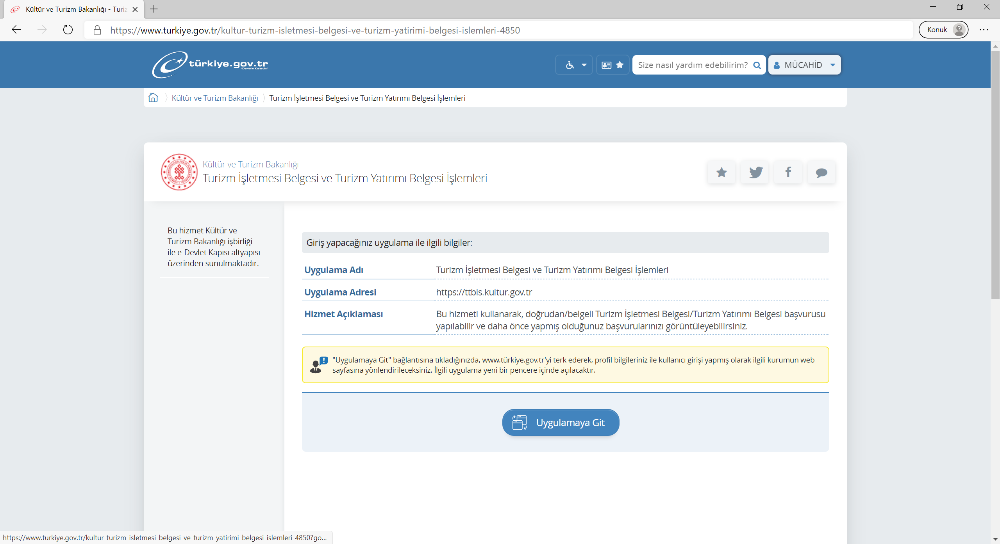 Kültür ve Turizm Bakanlığı - Turiz
https://www.turkiye.gov.tr/kultur-turizm-isletmesi-belgesi-ve-turizm-yatirimi-belgesi-islemleri-4850
Konuk
türkiye.gov.tr
"Devletin Kısayolu"
Size nasıl yardım edebilirim?
MÜCAHİD
Kültür ve Turizm Bakanlığı
Turizm İşletmesi Belgesi ve Turizm Yatırımı Belgesi İşlemleri
Kültür ve Turizm Bakanlığı
Turizm İşletmesi Belgesi ve Turizm Yatırımı Belgesi İşlemleri
Bu hizmet Kültür ve
Turizm Bakanlığı işbirliği
ile e-Devlet Kapısı altyapısı
üzerinden sunulmaktadır.
Giriş yapacağınız uygulama ile ilgili bilgiler:
Uygulama Adı
Turizm İşletmesi Belgesi ve Turizm Yatırımı Belgesi İşlemleri
Uygulama Adresi
https://ttbis.kultur.gov.tr
Hizmet Açıklaması
Bu hizmeti kullanarak, doğrudan/belgeli Turizm İşletmesi Belgesi/Turizm Yatırımı Belgesi başvurusu
yapılabilir ve daha önce yapmış olduğunuz başvurularınızı görüntüleyebilirsiniz.
"Uygulamaya Git" bağlantısına tıkladığınızda, www.türkiye.gov.tr'yi terk ederek, profil bilgileriniz ile kullanıcı girişi yapmış olarak ilgili kurumun web
sayfasına yönlendirileceksiniz. İlgili uygulama yeni bir pencere içinde açılacaktır.
Uygulamaya Git
https://www.turkiye.gov.tr/kultur-turizm-isletmesi-belgesi-ve-turizm-yatirimi-belgesi-islemleri-4850?go...